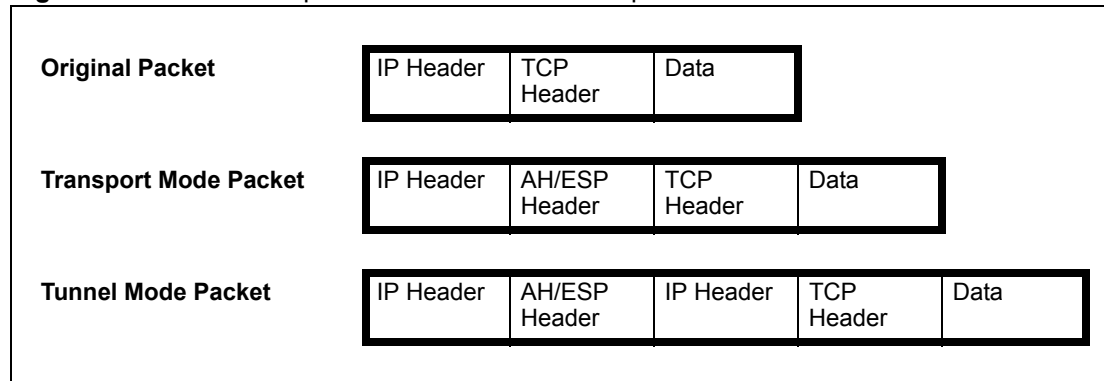 Original Packet
IP Header TCP Header Data
Transport Mode Packet
IP Header AH/ESP Header TCP Header Data
Tunnel Mode Packet
IP Header AH/ESP Header IP Header TCP Header Data